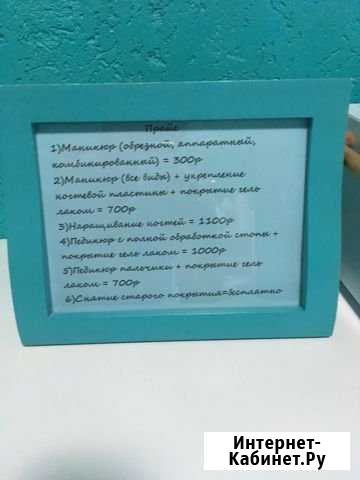 Прайс
1)Маникюр (обрезной, аппаратный,
комбинированный) = 300р
2)Маникюр (все виды) + укрепление
ногтевой пластины + покрытие гель
лаком = 700р
3)Наращивание ногтей = 1100р
4)Педикюр с полной обработкой стопы +
покрытие гель лаком = 1000р
5)Педикюр пальчики + покрытие гель
лаком = 700р
6)Снятие старого покрытия=бесплатно
Интернет-
Кабинет.Ру